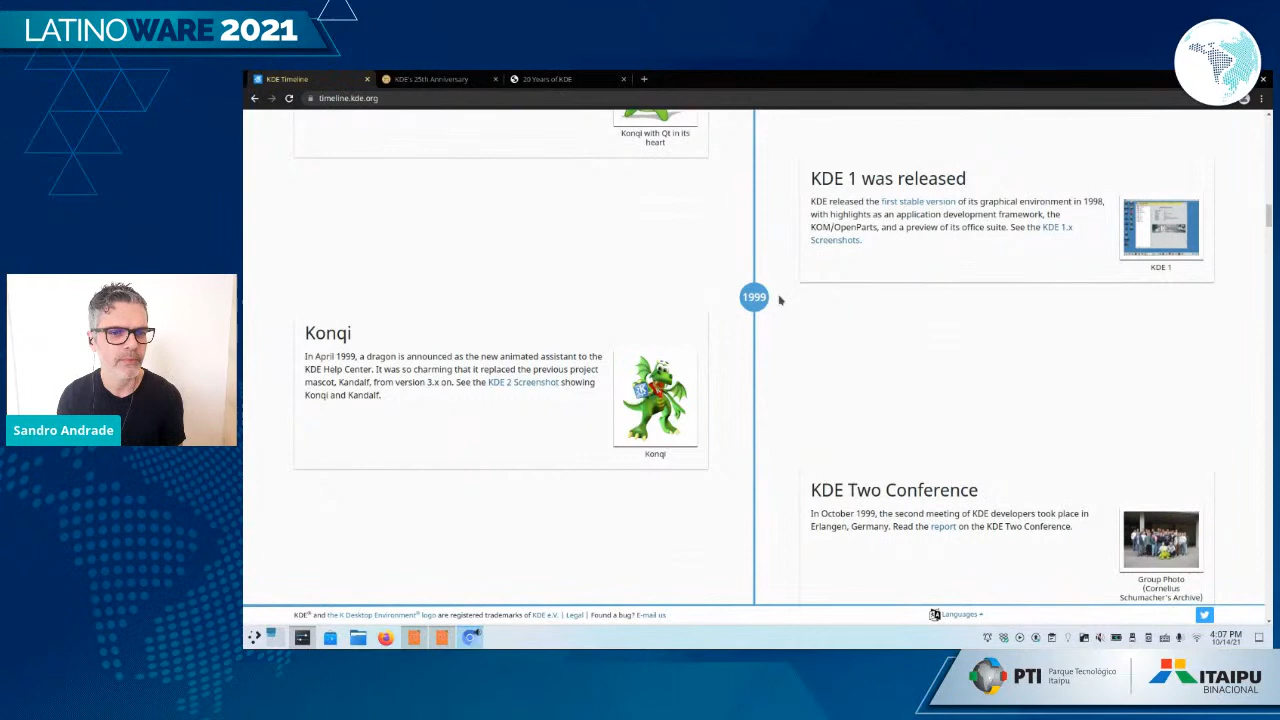 LATINOWARE 2021
KDE Timeline
KDE's 25th Anniversary
20 Years of KDE
timeline.kde.org
Konqi with Qt in its
heart
KDE 1 was released
KDE released the first stable version of its graphical environment in 1998,
with highlights as an application development framework, the
KOM/OpenParts, and a preview of its office suite. See the KDE 1.x
Screenshots.
KDE 1
1999
Konqi
In April 1999, a dragon is announced as the new animated assistant to the
KDE Help Center. It was so charming that it replaced the previous project
mascot, Kandalf, from version 3.x on. See the KDE 2 Screenshot showing
Konqi and Kandalf.
Konqi
KDE Two Conference
In October 1999, the second meeting of KDE developers took place in
Erlangen, Germany. Read the report on the KDE Two Conference.
Group Photo
(Cornelius
Schumacher's Archive)
Sandro Andrade
KDE® and the K Desktop Environment® logo are registered trademarks of KDE e.V. | Legal | Found a bug? E-mail us
Languages
4:07 PM
10/14/21
PTI
Parque Tecnológico
Itaipu
ITAIPU
BINACIONAL